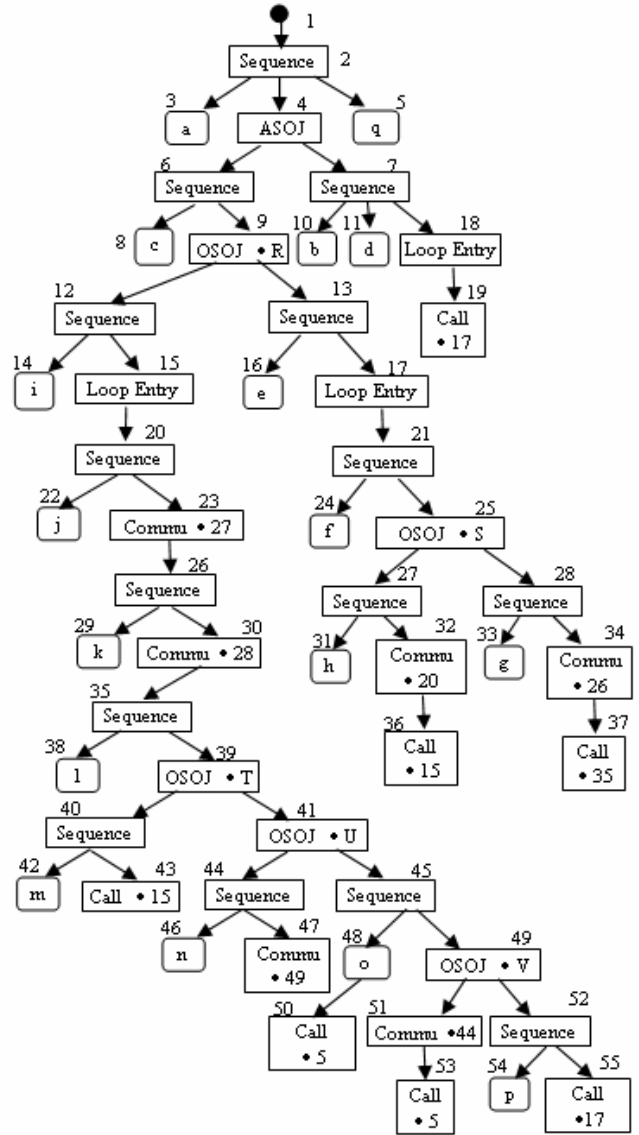 1
Sequence 2
3 4 5
a ASOJ q
6 7
Sequence Sequence
8 c 9 10 b 11 d 18
OSOJ • R Loop Entry
12 13 19
Sequence Sequence Call
• 17
14 15 16 17
i Loop Entry e Loop Entry
20 21
Sequence Sequence
22 23 24 25
j Commu • 27 f OSOJ • S
26 27 28
Sequence Sequence Sequence
29 30 31 32 33 34
k Commu • 28 h Commu g Commu
• 20 • 26
35 36 37
Sequence Call Call
• 15 • 35
38 39
l OSOJ • T
40 41
Sequence OSOJ • U
42 43 44 45
m Call • 15 Sequence Sequence
46 47 48 49
n Commu o OSOJ • V
• 49
50 51 52
Call Commu •44 Sequence
• 5
53 54 55
Call p Call
• 5 •17